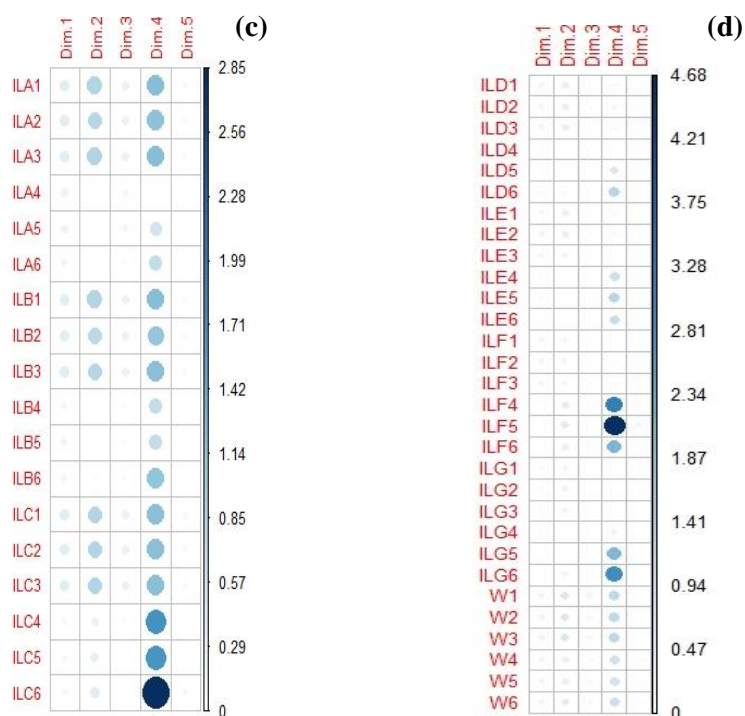 (c)
Dim.1
Dim.2
Dim.3
Dim.4
Dim.5
ILA1
ILA2
ILA3
ILA4
ILA5
ILA6
ILB1
ILB2
ILB3
ILB4
ILB5
ILB6
ILC1
ILC2
ILC3
ILC4
ILC5
ILC6
2.85
2.56
2.28
1.99
1.71
1.42
1.14
0.85
0.57
0.29
0
(d)
Dim.1
Dim.2
Dim.3
Dim.4
Dim.5
ILD1
ILD2
ILD3
ILD4
ILD5
ILD6
ILE1
ILE2
ILE3
ILE4
ILE5
ILE6
ILF1
ILF2
ILF3
ILF4
ILF5
ILF6
ILG1
ILG2
ILG3
ILG4
ILG5
ILG6
W1
W2
W3
W4
W5
W6
4.68
4.21
3.75
3.28
2.81
2.34
1.87
1.41
0.94
0.47
0